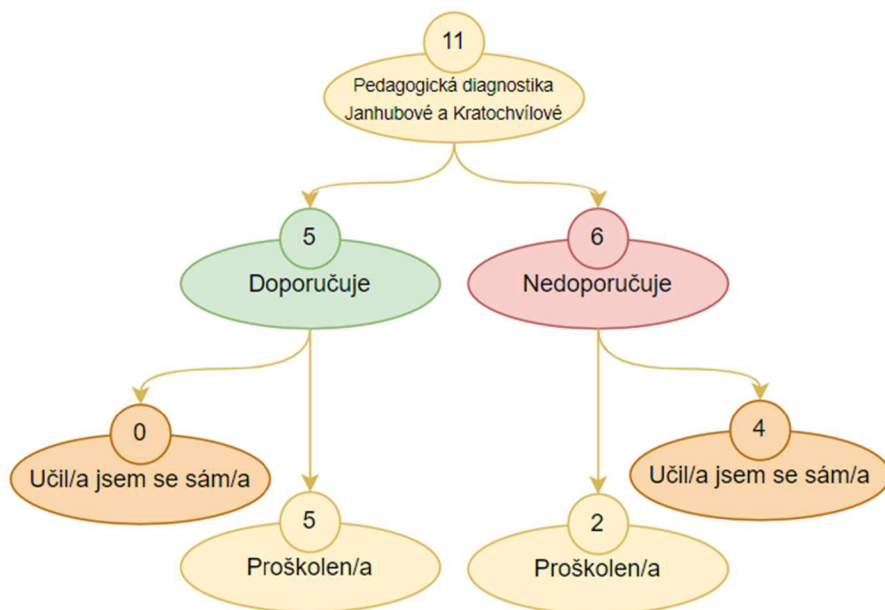 11
Pedagogická diagnostika
Janhubové a Kratochvílové
5
Doporučuje
6
Nedoporučuje
0
Učil/a jsem se sám/a
4
Učil/a jsem se sám/a
5
Proškolen/a
2
Proškolen/a